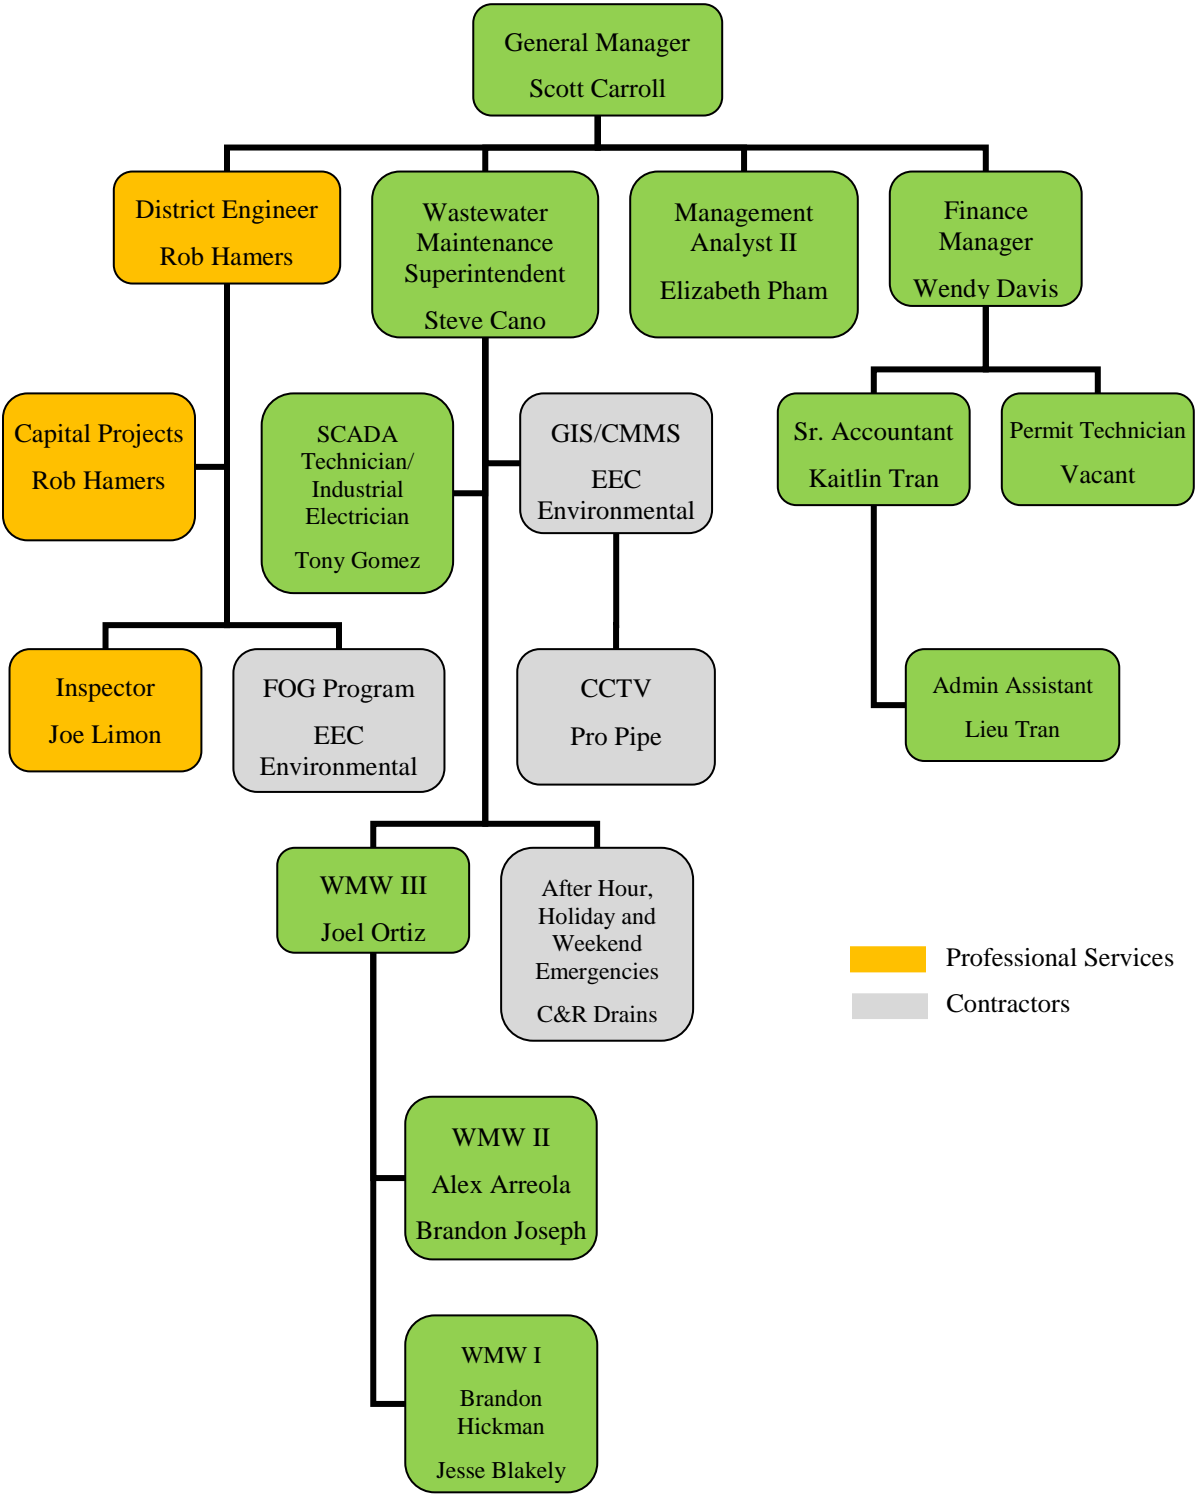 General Manager
Scott Carroll
District Engineer
Rob Hamers
Wastewater
Maintenance
Superintendent
Steve Cano
Management
Analyst II
Elizabeth Pham
Finance
Manager
Wendy Davis
Capital Projects
Rob Hamers
SCADA
Technician/
Industrial
Electrician
Tony Gomez
GIS/CMMS
EEC
Environmental
Sr. Accountant
Kaitlin Tran
Permit Technician
Vacant
Inspector
Joe Limon
FOG Program
EEC
Environmental
CCTV
Pro Pipe
Admin Assistant
Lieu Tran
WMW III
Joel Ortiz
After Hour,
Holiday and
Weekend
Emergencies
C&R Drains
Professional Services
Contractors
WMW II
Alex Arreola
Brandon Joseph
WMW I
Brandon
Hickman
Jesse Blakely